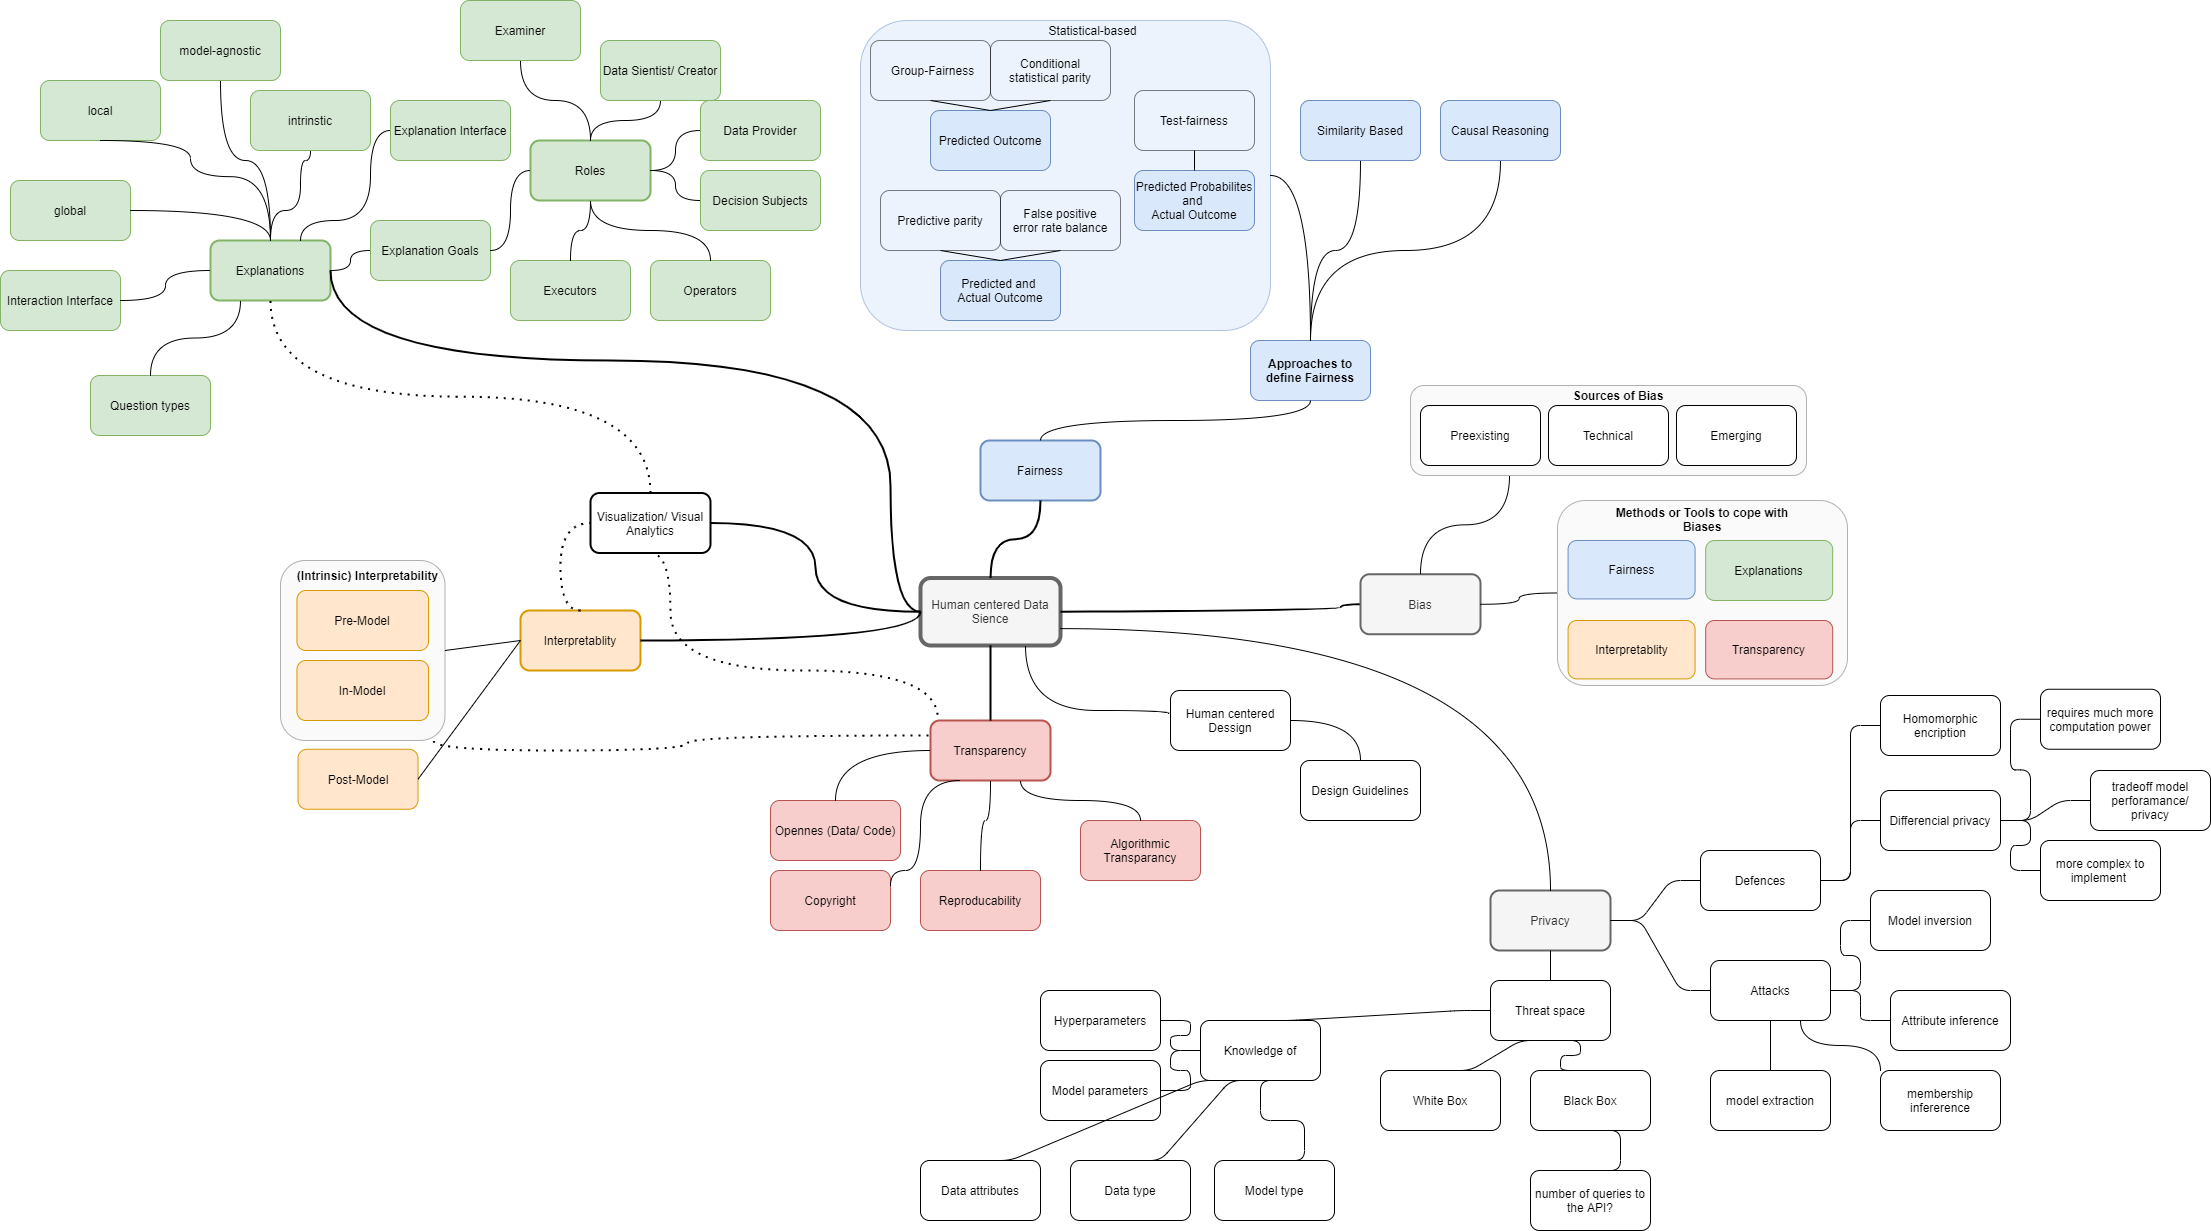 model-agnostic
local
intrinstic
Explanation Interface
global
Explanations
Explanation Goals
Interaction Interface
Question types
Examiner
Data Sientist/ Creator
Data Provider
Roles
Decision Subjects
Executors
Operators
Statistical-based
Group-Fairness
Conditional
statistical parity
Predicted Outcome
Test-fairness
Predicted Probabilites
and
Actual Outcome
Predictive parity
False positive
error rate balance
Predicted and
Actual Outcome
Similarity Based
Causal Reasoning
Approaches to
define Fairness
Fairness
Sources of Bias
Preexisting
Technical
Emerging
Methods or Tools to cope with
Biases
Fairness
Explanations
Interpretablity
Transparency
Bias
Visualization/ Visual
Analytics
(Intrinsic) Interpretability
Pre-Model
In-Model
Post-Model
Interpretablity
Human centered Data
Sience
Transparency
Opennes (Data/ Code)
Copyright
Reproducability
Algorithmic
Transparancy
Human centered
Dessign
Design Guidelines
Homomorphic
encription
requires much more
computation power
Differencial privacy
tradeoff model
perforamance/
privacy
more complex to
implement
Defences
Privacy
Model inversion
Attacks
Attribute inference
model extraction
membership
infererence
Threat space
Hyperparameters
Knowledge of
Model parameters
White Box
Black Box
Data attributes
Data type
Model type
number of queries to
the API?